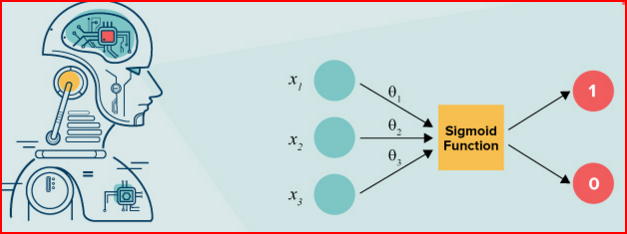 x₁
θ₁
1
x₂
θ₂
Sigmoid
Function
θ₃
x₃
0